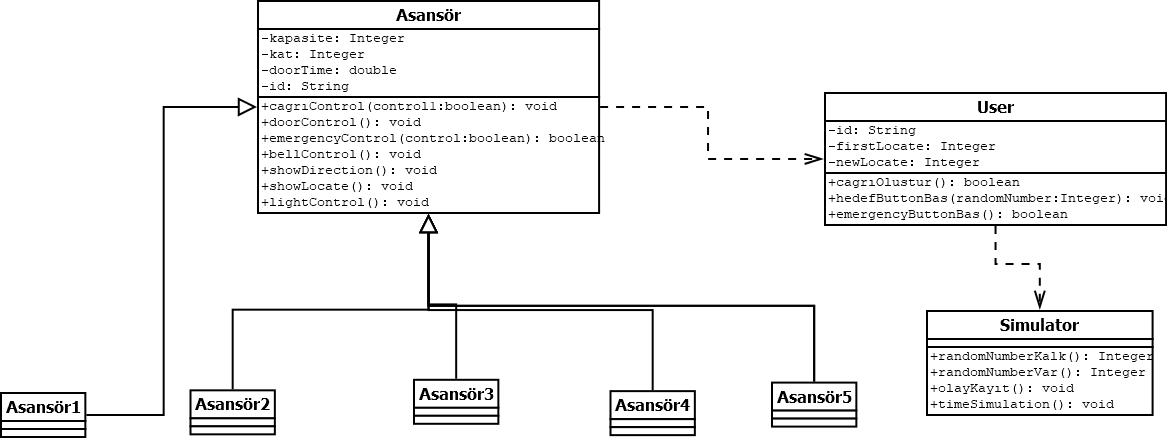 Asansör
-kapasite: Integer
-kat: Integer
-doorTime: double
-id: String
+cagrıControl(control1:boolean): void
+doorControl(): void
+emergencyControl(control:boolean): boolean
+bellControl(): void
+showDirection(): void
+showLocate(): void
+lightControl(): void
User
-id: String
-firstLocate: Integer
-newLocate: Integer
+cagrıOlustur(): boolean
+hedefButtonBas(randomNumber:Integer): voi
+emergencyButtonBas(): boolean
Simulator
+randomNumberKalk(): Integer
+randomNumberVar(): Integer
+olayKayıt(): void
+timeSimulation(): void
Asansör1
Asansör2
Asansör3
Asansör4
Asansör5